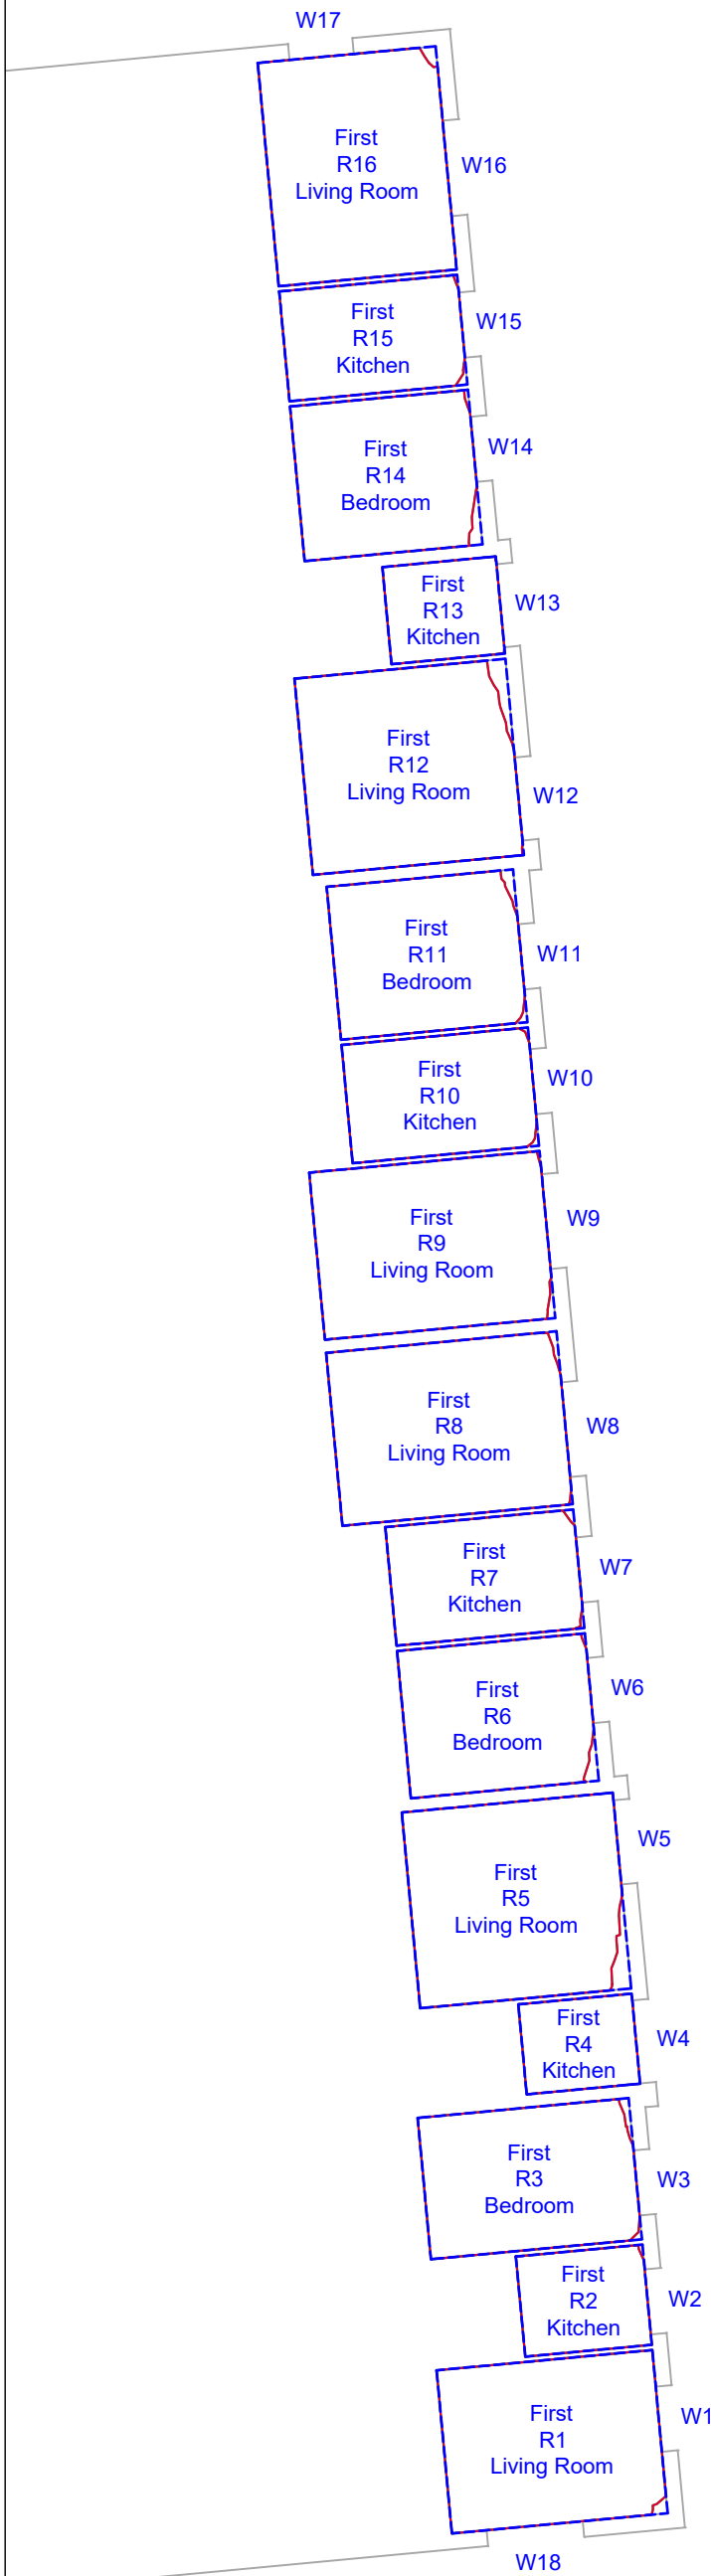 W17
First
R16
Living Room
W16
First
R15
Kitchen
W15
First
R14
Bedroom
W14
First
R13
Kitchen
W13
First
R12
Living Room
W12
First
R11
Bedroom
W11
First
R10
Kitchen
W10
First
R9
Living Room
W9
First
R8
Living Room
W8
First
R7
Kitchen
W7
First
R6
Bedroom
W6
First
R5
Living Room
W5
First
R4
Kitchen
W4
First
R3
Bedroom
W3
First
R2
Kitchen
W2
First
R1
Living Room
W1
W18